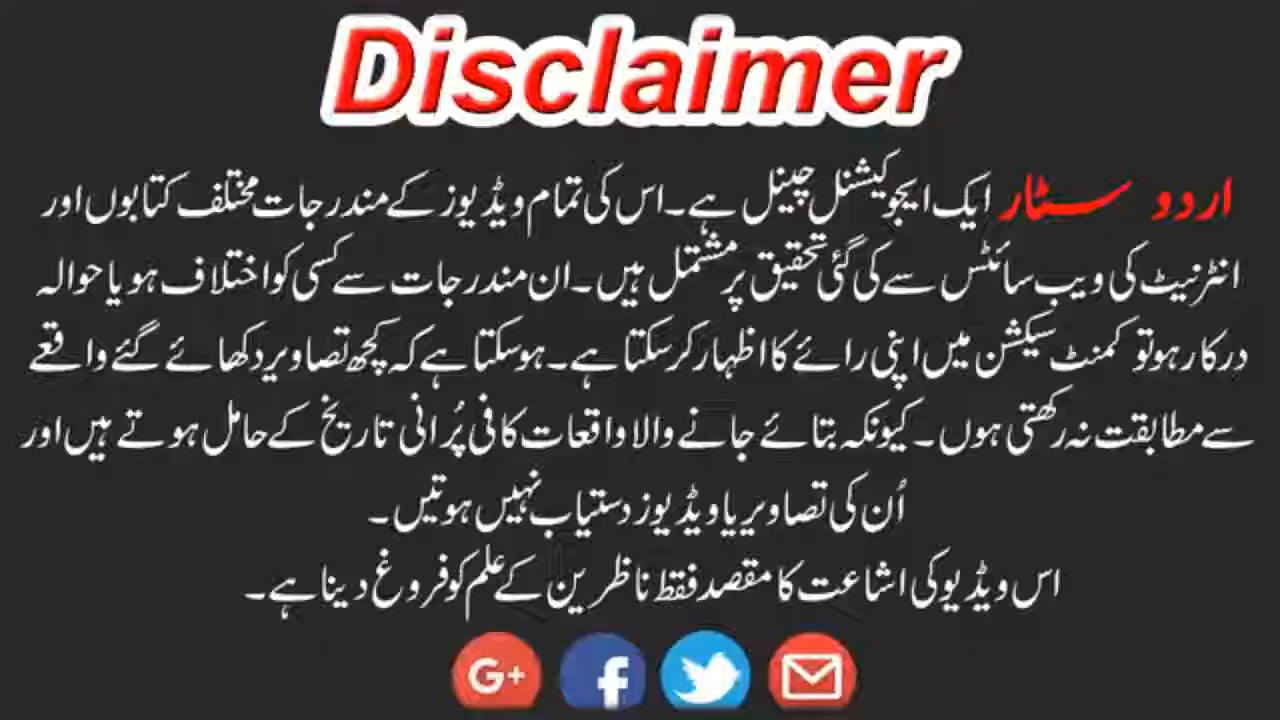 Disclaimer
اردو سٹار ایک ایجوکیشنل چینل ہے۔ اس کی تمام ویڈیوز کے مندرجات مختلف کتابوں اور
انٹرنیٹ کی ویب سائٹس سے کی گئی تحقیق پر مشتمل ہیں۔ ان مندرجات سے کسی کو اختلاف ہو یا حوالہ
درکار ہو تو کمنٹ سیکشن میں اپنی رائے کا اظہار کر سکتا ہے۔ ہو سکتا ہے کہ کچھ تصاویر دکھائے گئے واقعے
سے مطابقت نہ رکھتی ہوں۔ کیونکہ بتائے جانے والا واقعات کافی پُرانی تاریخ کے حامل ہوتے ہیں اور
اُن کی تصاویر یا ویڈیوز دستیاب نہیں ہوتیں۔
اس ویڈیو کی اشاعت کا مقصد فقط ناظرین کے علم کو فروغ دینا ہے۔
G+ f